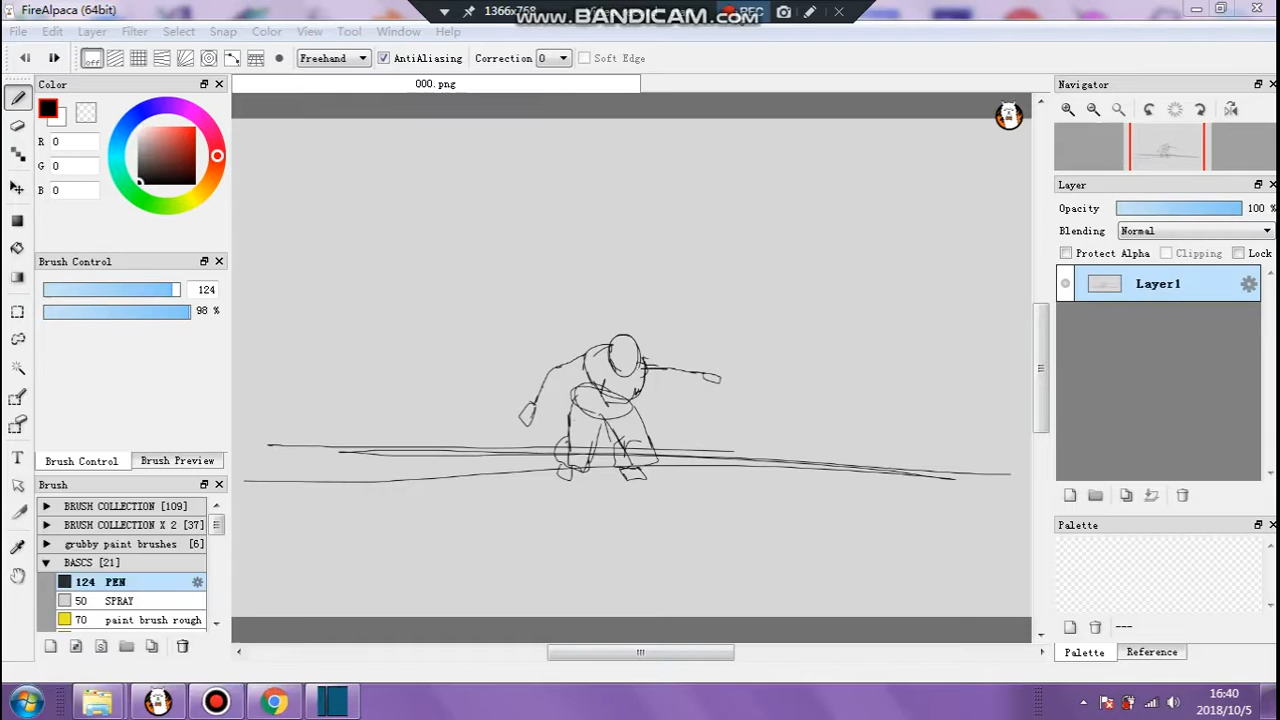 FireAlpaca (64bit)
1366x768
www.BANDICAM.com
REC
File Edit Layer Filter Select Snap Color View Tool Window Help
off
Freehand
AntiAliasing
Correction 0
Soft Edge
Color
000.png
Navigator
R 0
G 0
B 0
Layer
Opacity 100 %
Blending Normal
Protect Alpha Clipping Lock
Brush Control
124
98 %
Layer1
Brush Control Brush Preview
Brush
BRUSH COLLECTION [109]
BRUSH COLLECTION X 2 [37]
grubby paint brushes [6]
BASCS [21]
124 PEN
50 SPRAY
70 paint brush rough
Palette
---
Palette Reference
16:40
2018/10/5